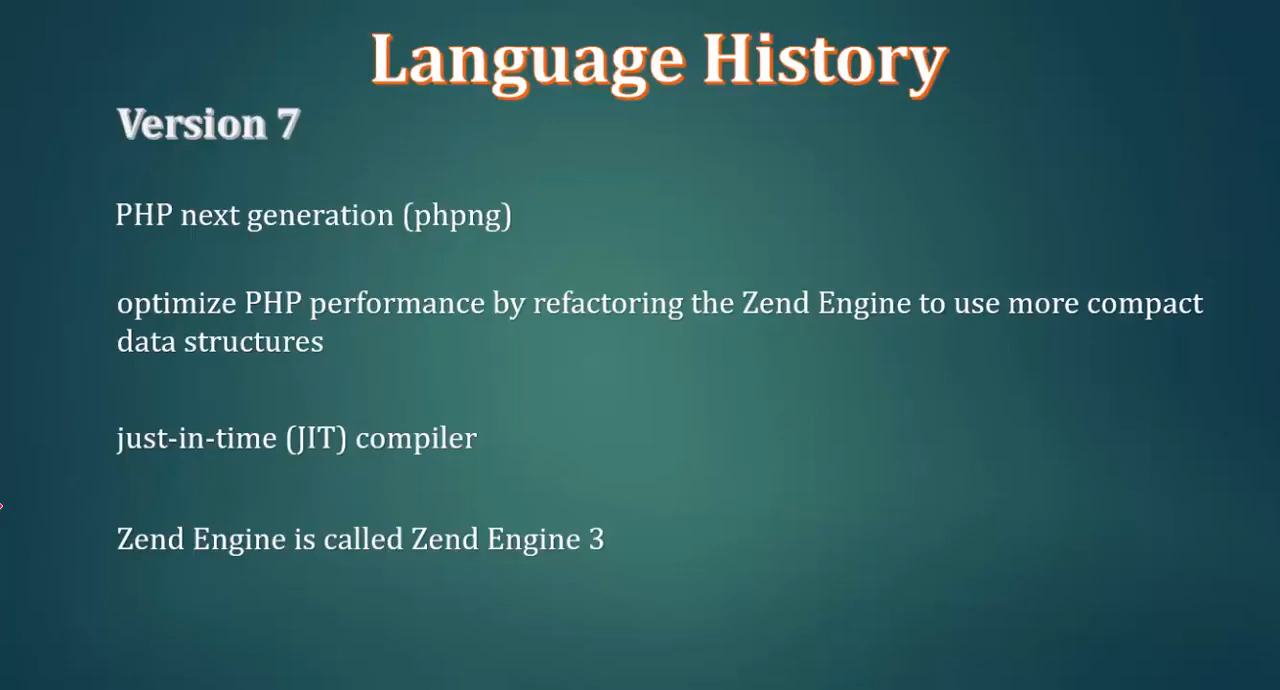 Language History
Version 7
PHP next generation (phpng)
optimize PHP performance by refactoring the Zend Engine to use more compact
data structures
just-in-time (JIT) compiler
Zend Engine is called Zend Engine 3